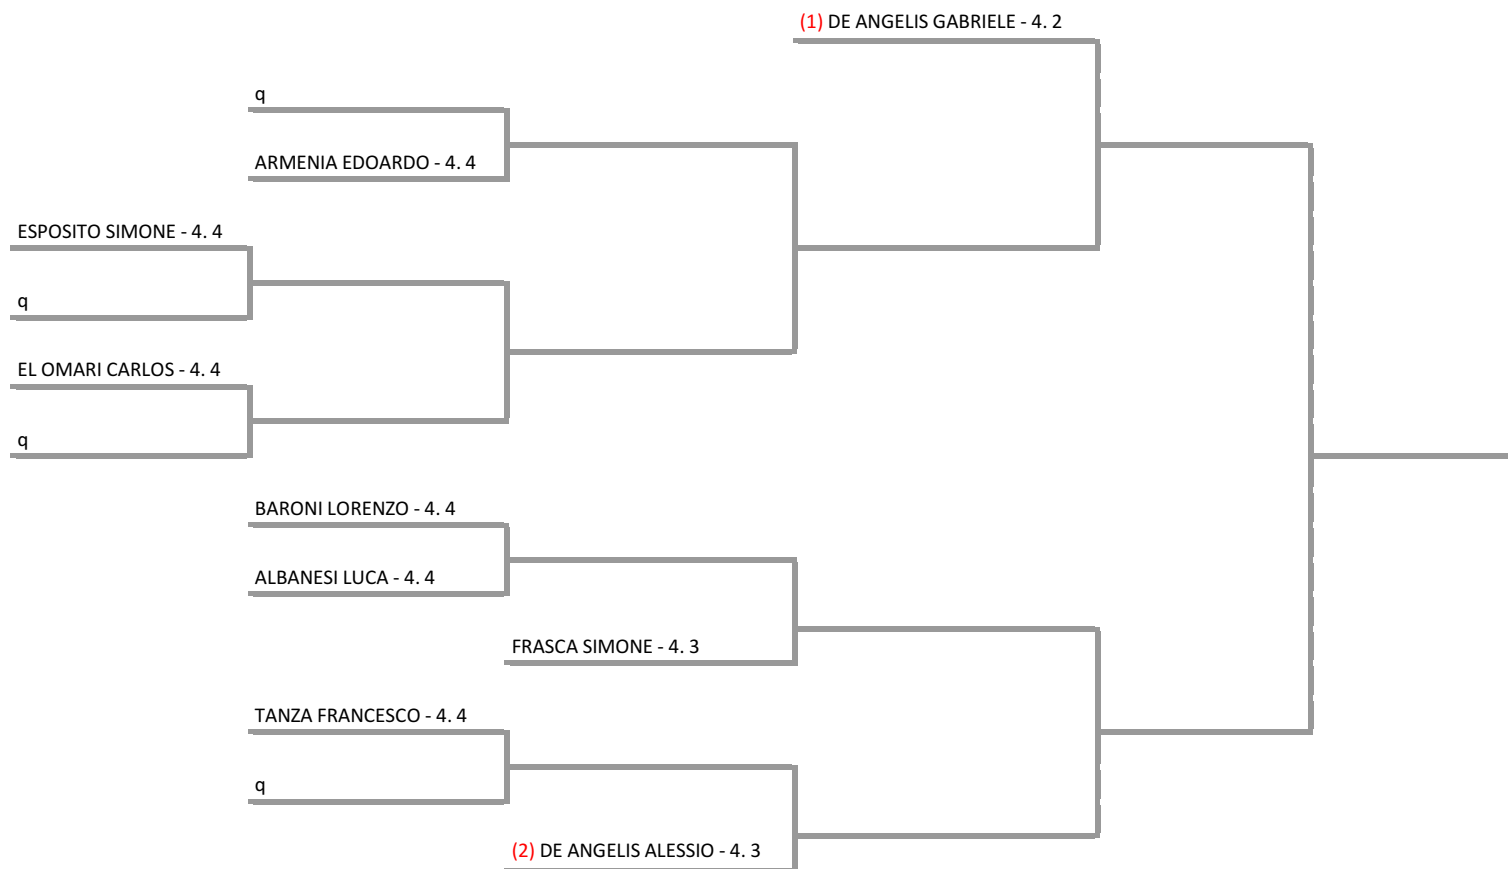 (1) DE ANGELIS GABRIELE - 4. 2
q
ARMENIA EDOARDO - 4. 4
ESPOSITO SIMONE - 4. 4
q
EL OMARI CARLOS - 4. 4
q
BARONI LORENZO - 4. 4
ALBANESI LUCA - 4. 4
FRASCA SIMONE - 4. 3
TANZA FRANCESCO - 4. 4
q
(2) DE ANGELIS ALESSIO - 4. 3